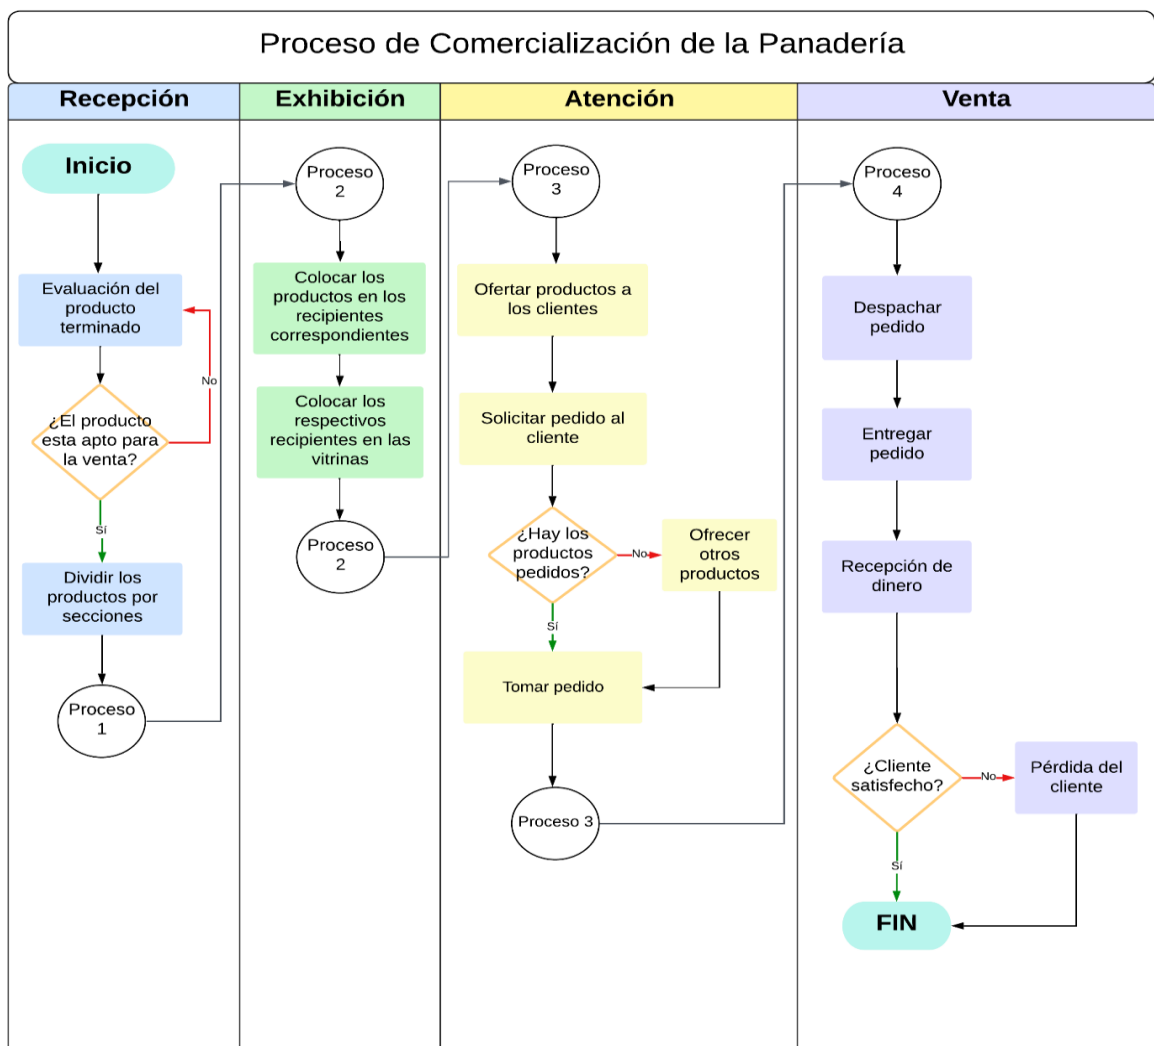 Proceso de Comercialización de la Panadería
Recepción
Exhibición
Atención
Venta
Inicio
Evaluación del
producto
terminado
No
¿El producto
esta apto para
la venta?
Sí
Dividir los
productos por
secciones
Proceso
1
Proceso
2
Colocar los
productos en los
recipientes
correspondientes
Colocar los
respectivos
recipientes en las
vitrinas
Proceso
2
Proceso
3
Ofertar productos a
los clientes
Solicitar pedido al
cliente
¿Hay los
productos
pedidos?
No
Ofrecer
otros
productos
Sí
Tomar pedido
Proceso 3
Proceso
4
Despachar
pedido
Entregar
pedido
Recepción de
dinero
¿Cliente
satisfecho?
No
Pérdida del
cliente
Sí
FIN